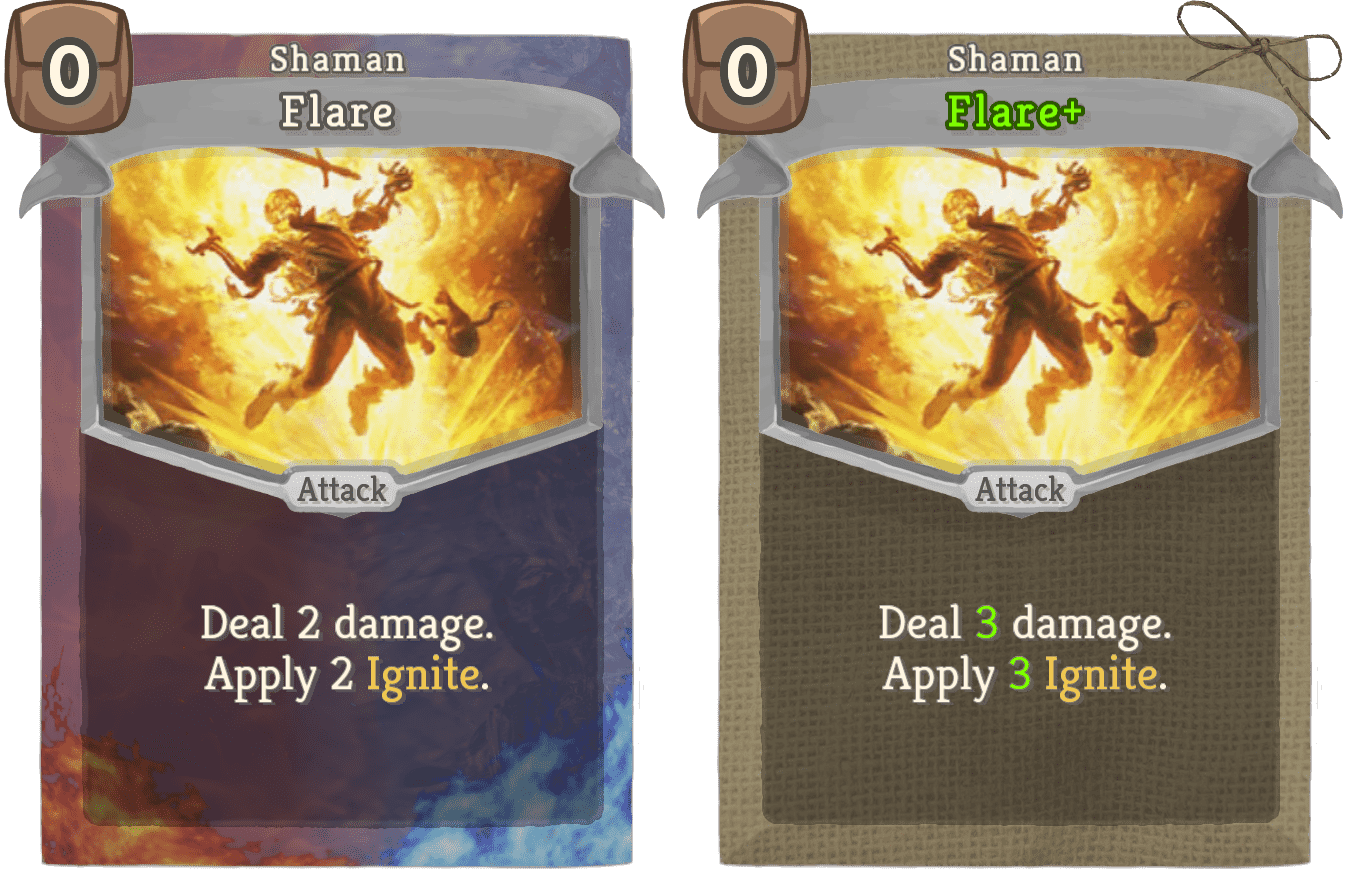 0
Shaman
Flare
Attack
Deal 2 damage.
Apply 2 Ignite.
0
Shaman
Flare+
Attack
Deal 3 damage.
Apply 3 Ignite.